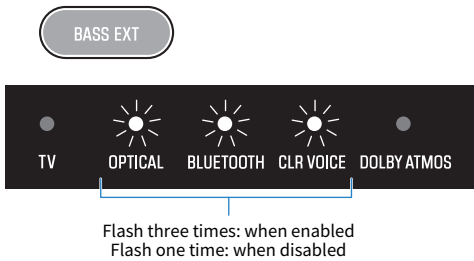 BASS EXT
TV OPTICAL BLUETOOTH CLR VOICE DOLBY ATMOS
Flash three times: when enabled
Flash one time: when disabled